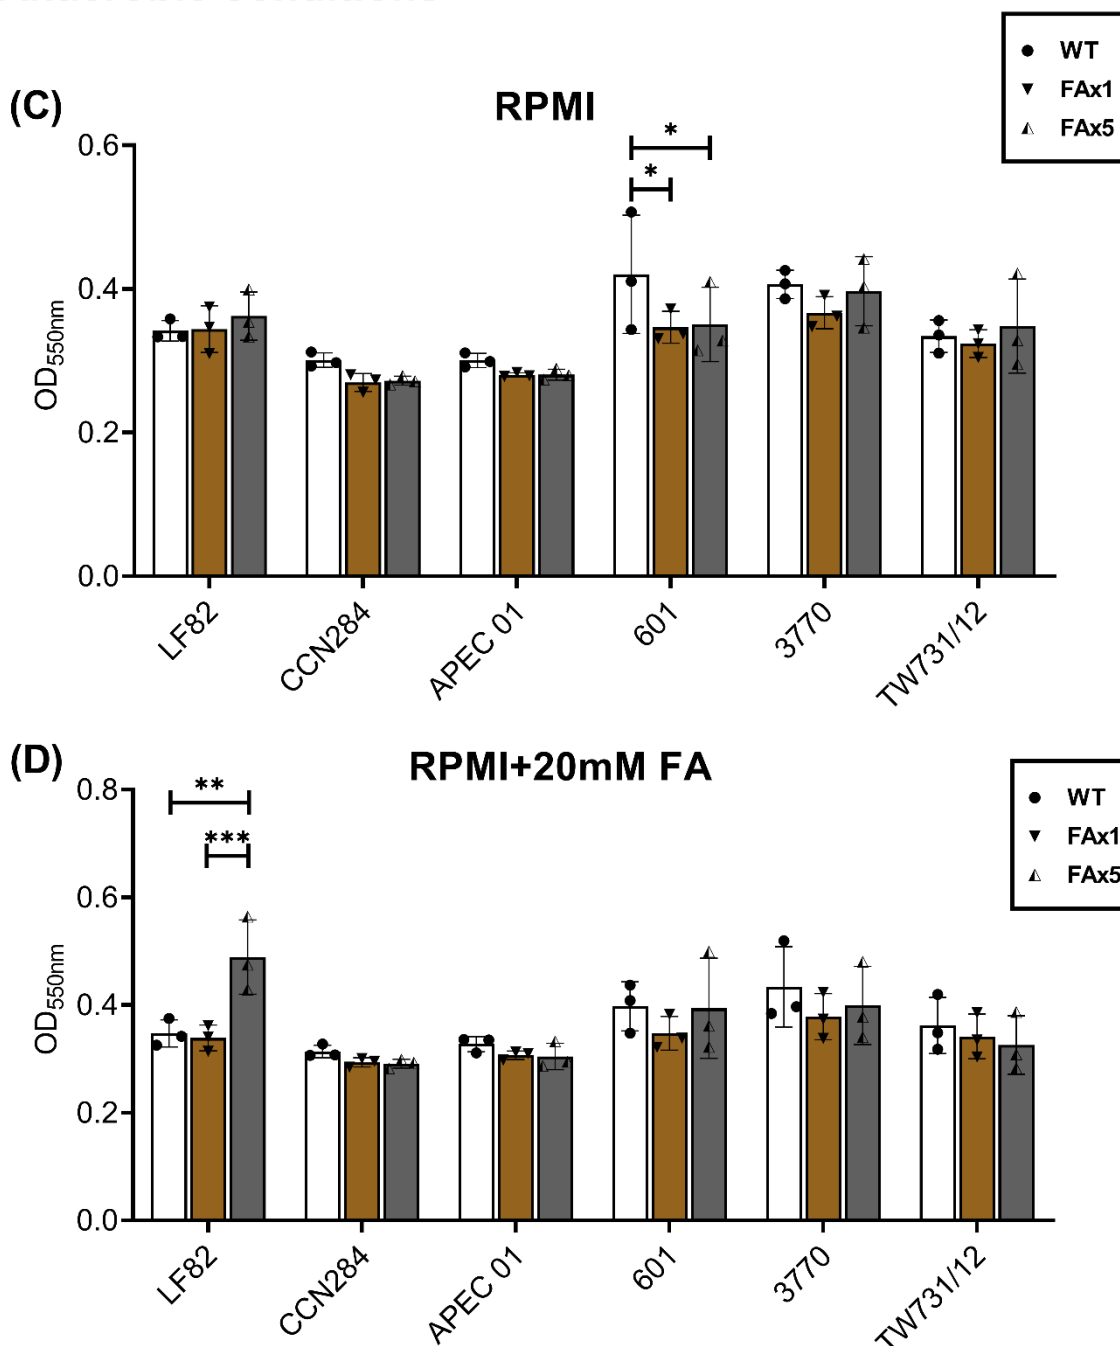 WT
FAx1
FAx5
(C)
RPMI
0.6
0.4
0.2
0.0
OD550nm
*
*
LF82
CCN284
APEC 01
601
3770
TW731/12
(D)
RPMI+20mM FA
WT
FAx1
FAx5
0.8
0.6
0.4
0.2
0.0
OD550nm
**
***
LF82
CCN284
APEC 01
601
3770
TW731/12